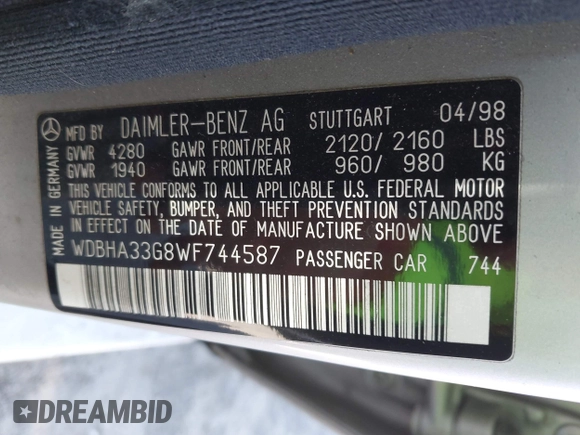 MADE IN GERMANY
MFD BY DAIMLER-BENZ AG STUTTGART 04/98
GVWR 4280 GAWR FRONT/REAR 2120/2160 LBS
GVWR 1940 GAWR FRONT/REAR 960/ 980 KG
THIS VEHICLE CONFORMS TO ALL APPLICABLE U.S. FEDERAL MOTOR
VEHICLE SAFETY, BUMPER, AND THEFT PREVENTION STANDARDS
IN EFFECT ON THE DATE OF MANUFACTURE SHOWN ABOVE.
WDBHA33G8WF744587 PASSENGER CAR 744
DREAMBID